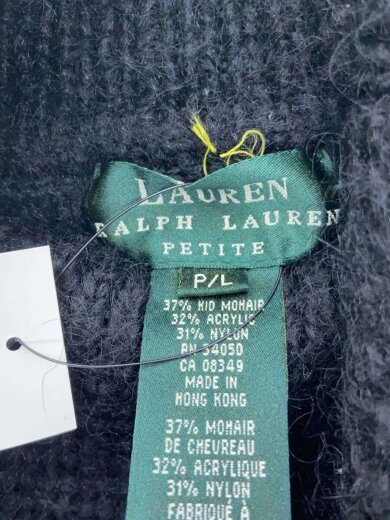 LAUREN
RALPH LAUREN
PETITE
P/L
37% KID MOHAIR
32% ACRYLIC
31% NYLON
RN 54050
CA 08349
MADE IN
HONG KONG
37% MOHAIR
DE CHEVREAU
32% ACRYLIQUE
31% NYLON
FABRIQUÉ À